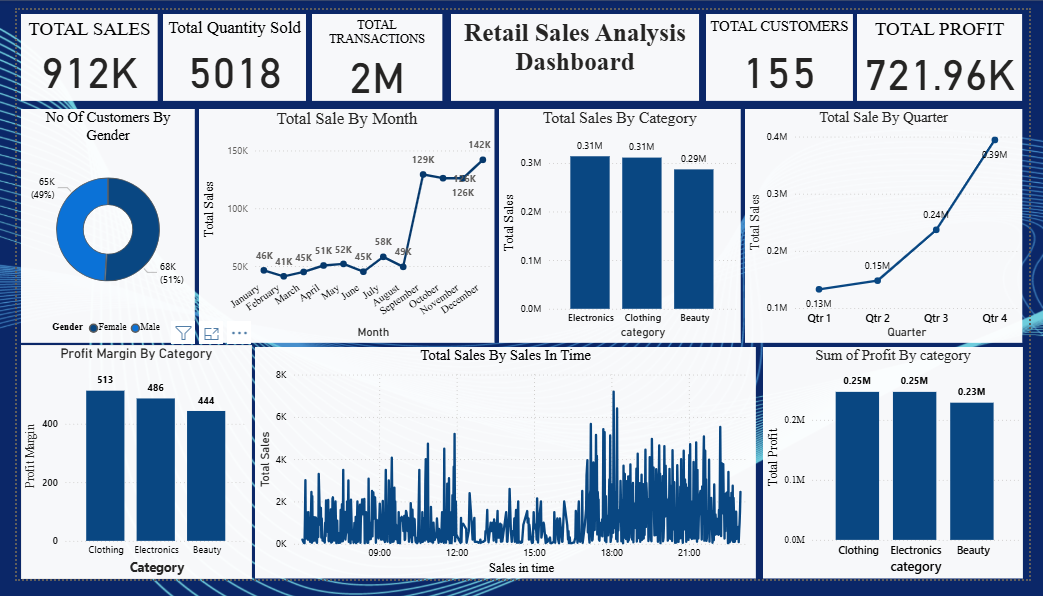 TOTAL SALES
912K
Total Quantity Sold
5018
TOTAL
TRANSACTIONS
2M
Retail Sales Analysis
Dashboard
TOTAL CUSTOMERS
155
TOTAL PROFIT
721.96K
No Of Customers By
Gender
65K
(49%)
68K
(51%)
Gender
Female
Male
Total Sale By Month
Total Sales
150K
100K
50K
46K
41K
45K
51K
52K
45K
58K
49K
129K
126K
142K
January
February
March
April
May
June
July
August
September
October
November
December
Month
Total Sales By Category
Total Sales
0.3M
0.2M
0.1M
0.0M
0.31M
0.31M
0.29M
Electronics
Clothing
Beauty
category
Total Sale By Quarter
Total Sales
0.4M
0.3M
0.2M
0.1M
0.13M
0.15M
0.24M
0.39M
Qtr 1
Qtr 2
Qtr 3
Qtr 4
Quarter
Profit Margin By Category
Profit Margin
400
200
0
513
486
444
Clothing
Electronics
Beauty
Category
Total Sales By Sales In Time
Total Sales
8K
6K
4K
2K
0K
09:00
12:00
15:00
18:00
21:00
Sales in time
Sum of Profit By category
Total Profit
0.2M
0.1M
0.0M
0.25M
0.25M
0.23M
Clothing
Electronics
Beauty
category